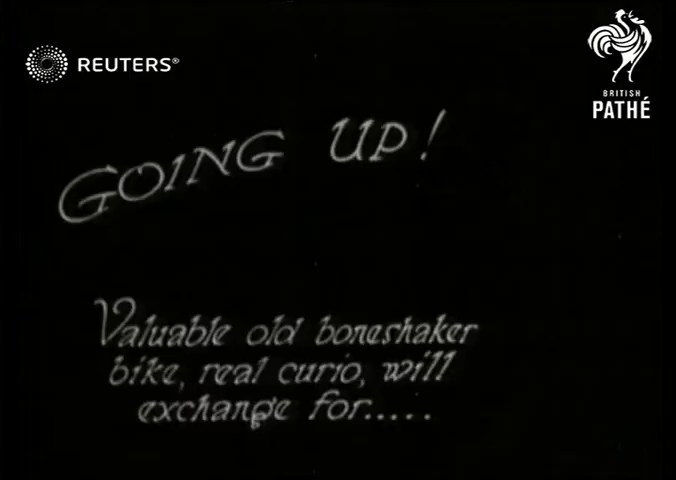 REUTERS®
BRITISH
PATHÉ
GOING UP!
Valuable old boneshaker
bike, real curio, will
exchange for.....